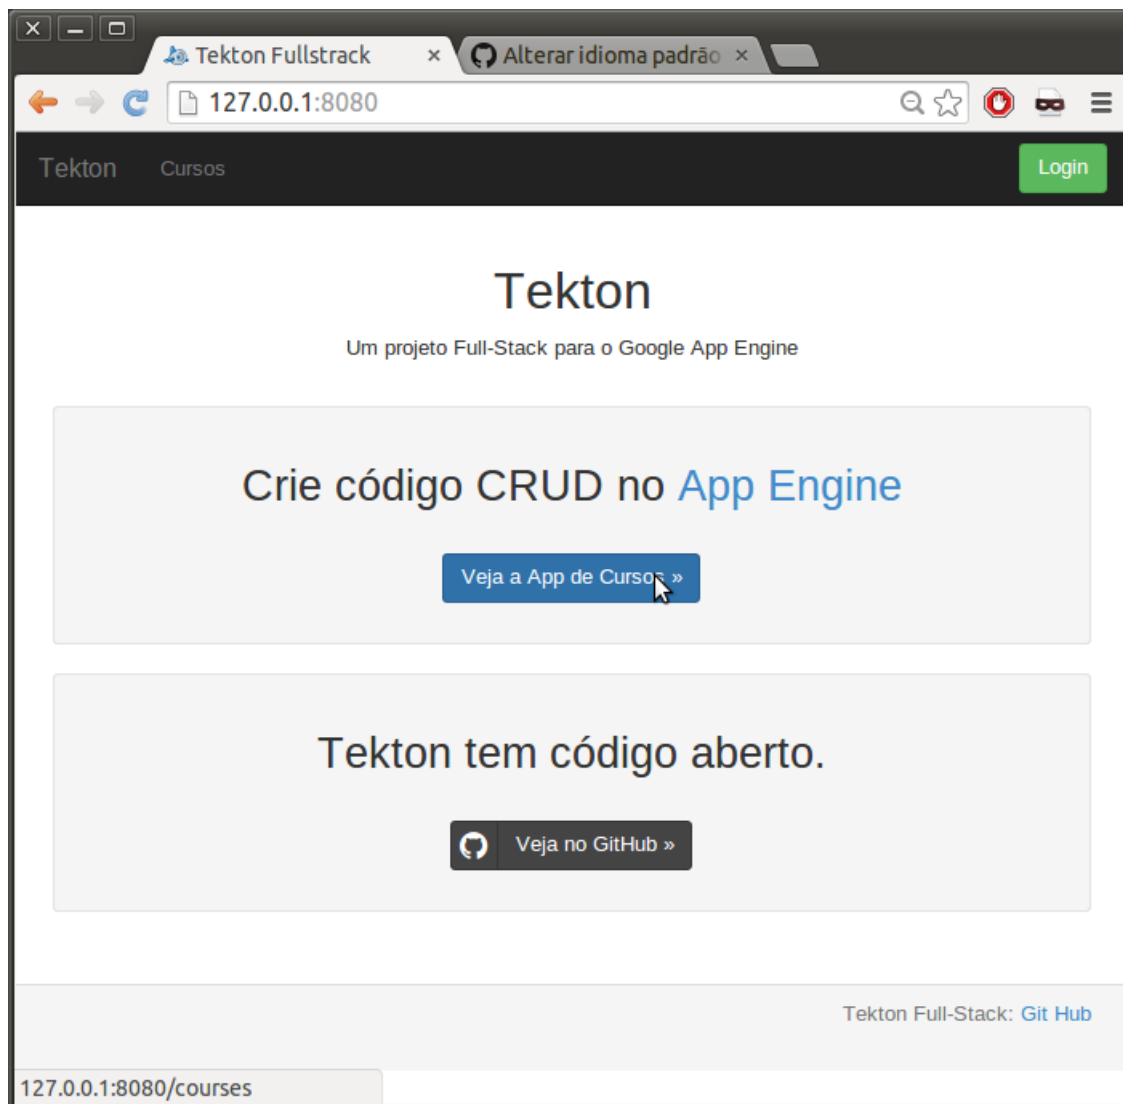 Tekton Fullstrack
Alterar idioma padrão
127.0.0.1:8080
Tekton
Cursos
Login
Tekton
Um projeto Full-Stack para o Google App Engine
Crie código CRUD no App Engine
Veja a App de Cursos »
Tekton tem código aberto.
Veja no GitHub »
Tekton Full-Stack: Git Hub
127.0.0.1:8080/courses